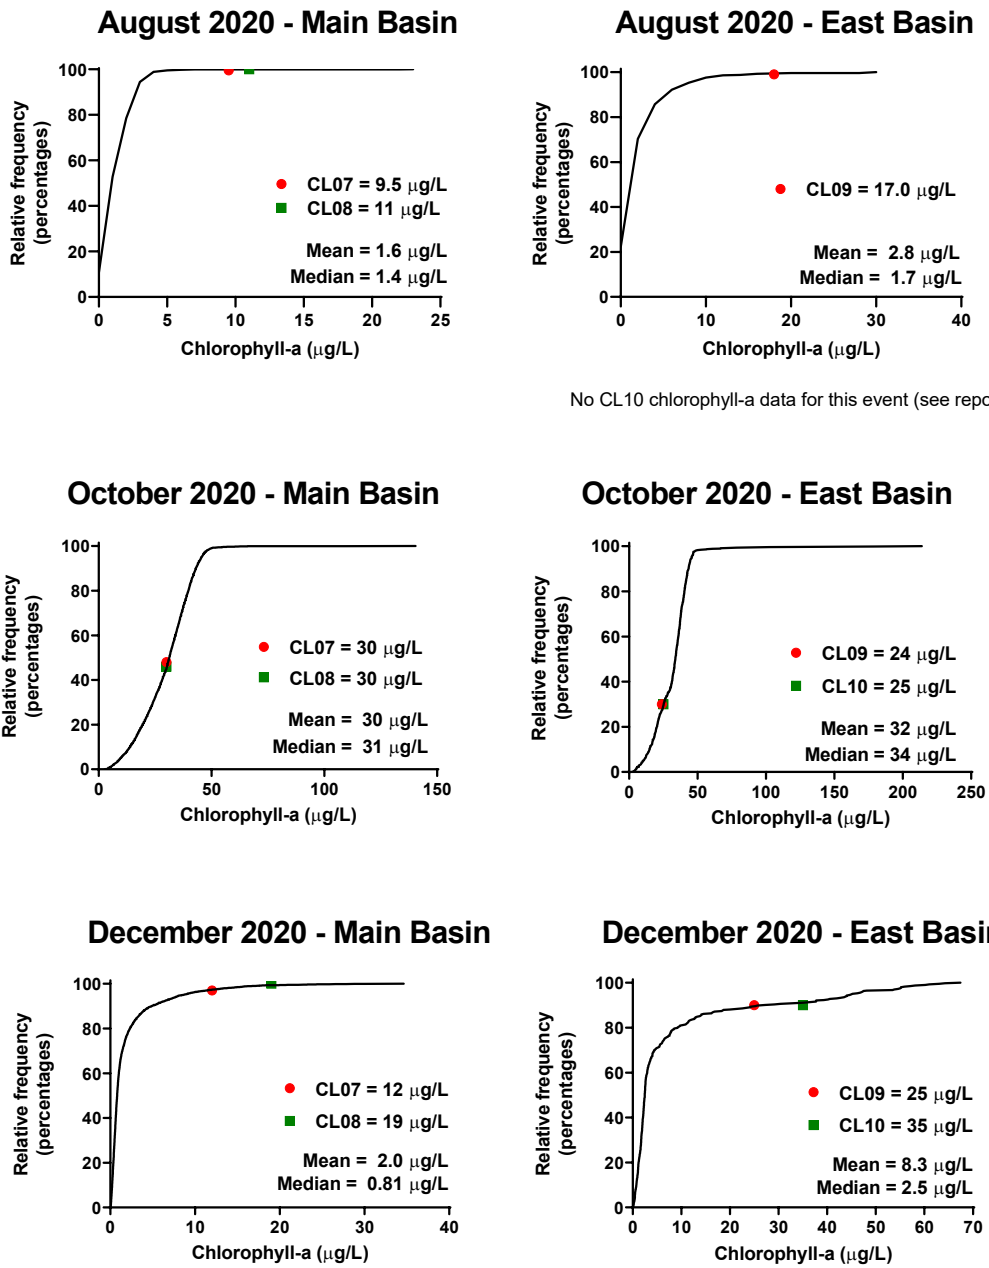 August 2020 - Main Basin
Relative frequency
(percentages)
100
80
60
40
20
0
CL07 = 9.5 µg/L
CL08 = 11 µg/L
Mean = 1.6 µg/L
Median = 1.4 µg/L
0 5 10 15 20 25
Chlorophyll-a (µg/L)
August 2020 - East Basin
Relative frequency
(percentages)
100
80
60
40
20
0
CL09 = 17.0 µg/L
Mean = 2.8 µg/L
Median = 1.7 µg/L
0 10 20 30 40
Chlorophyll-a (µg/L)
No CL10 chlorophyll-a data for this event (see repo
October 2020 - Main Basin
Relative frequency
(percentages)
100
80
60
40
20
0
CL07 = 30 µg/L
CL08 = 30 µg/L
Mean = 30 µg/L
Median = 31 µg/L
0 50 100 150
Chlorophyll-a (µg/L)
October 2020 - East Basin
Relative frequency
(percentages)
100
80
60
40
20
0
CL09 = 24 µg/L
CL10 = 25 µg/L
Mean = 32 µg/L
Median = 34 µg/L
0 50 100 150 200 250
Chlorophyll-a (µg/L)
December 2020 - Main Basin
Relative frequency
(percentages)
100
80
60
40
20
0
CL07 = 12 µg/L
CL08 = 19 µg/L
Mean = 2.0 µg/L
Median = 0.81 µg/L
0 10 20 30 40
Chlorophyll-a (µg/L)
December 2020 - East Basin
Relative frequency
(percentages)
100
80
60
40
20
0
CL09 = 25 µg/L
CL10 = 35 µg/L
Mean = 8.3 µg/L
Median = 2.5 µg/L
0 10 20 30 40 50 60 70
Chlorophyll-a (µg/L)